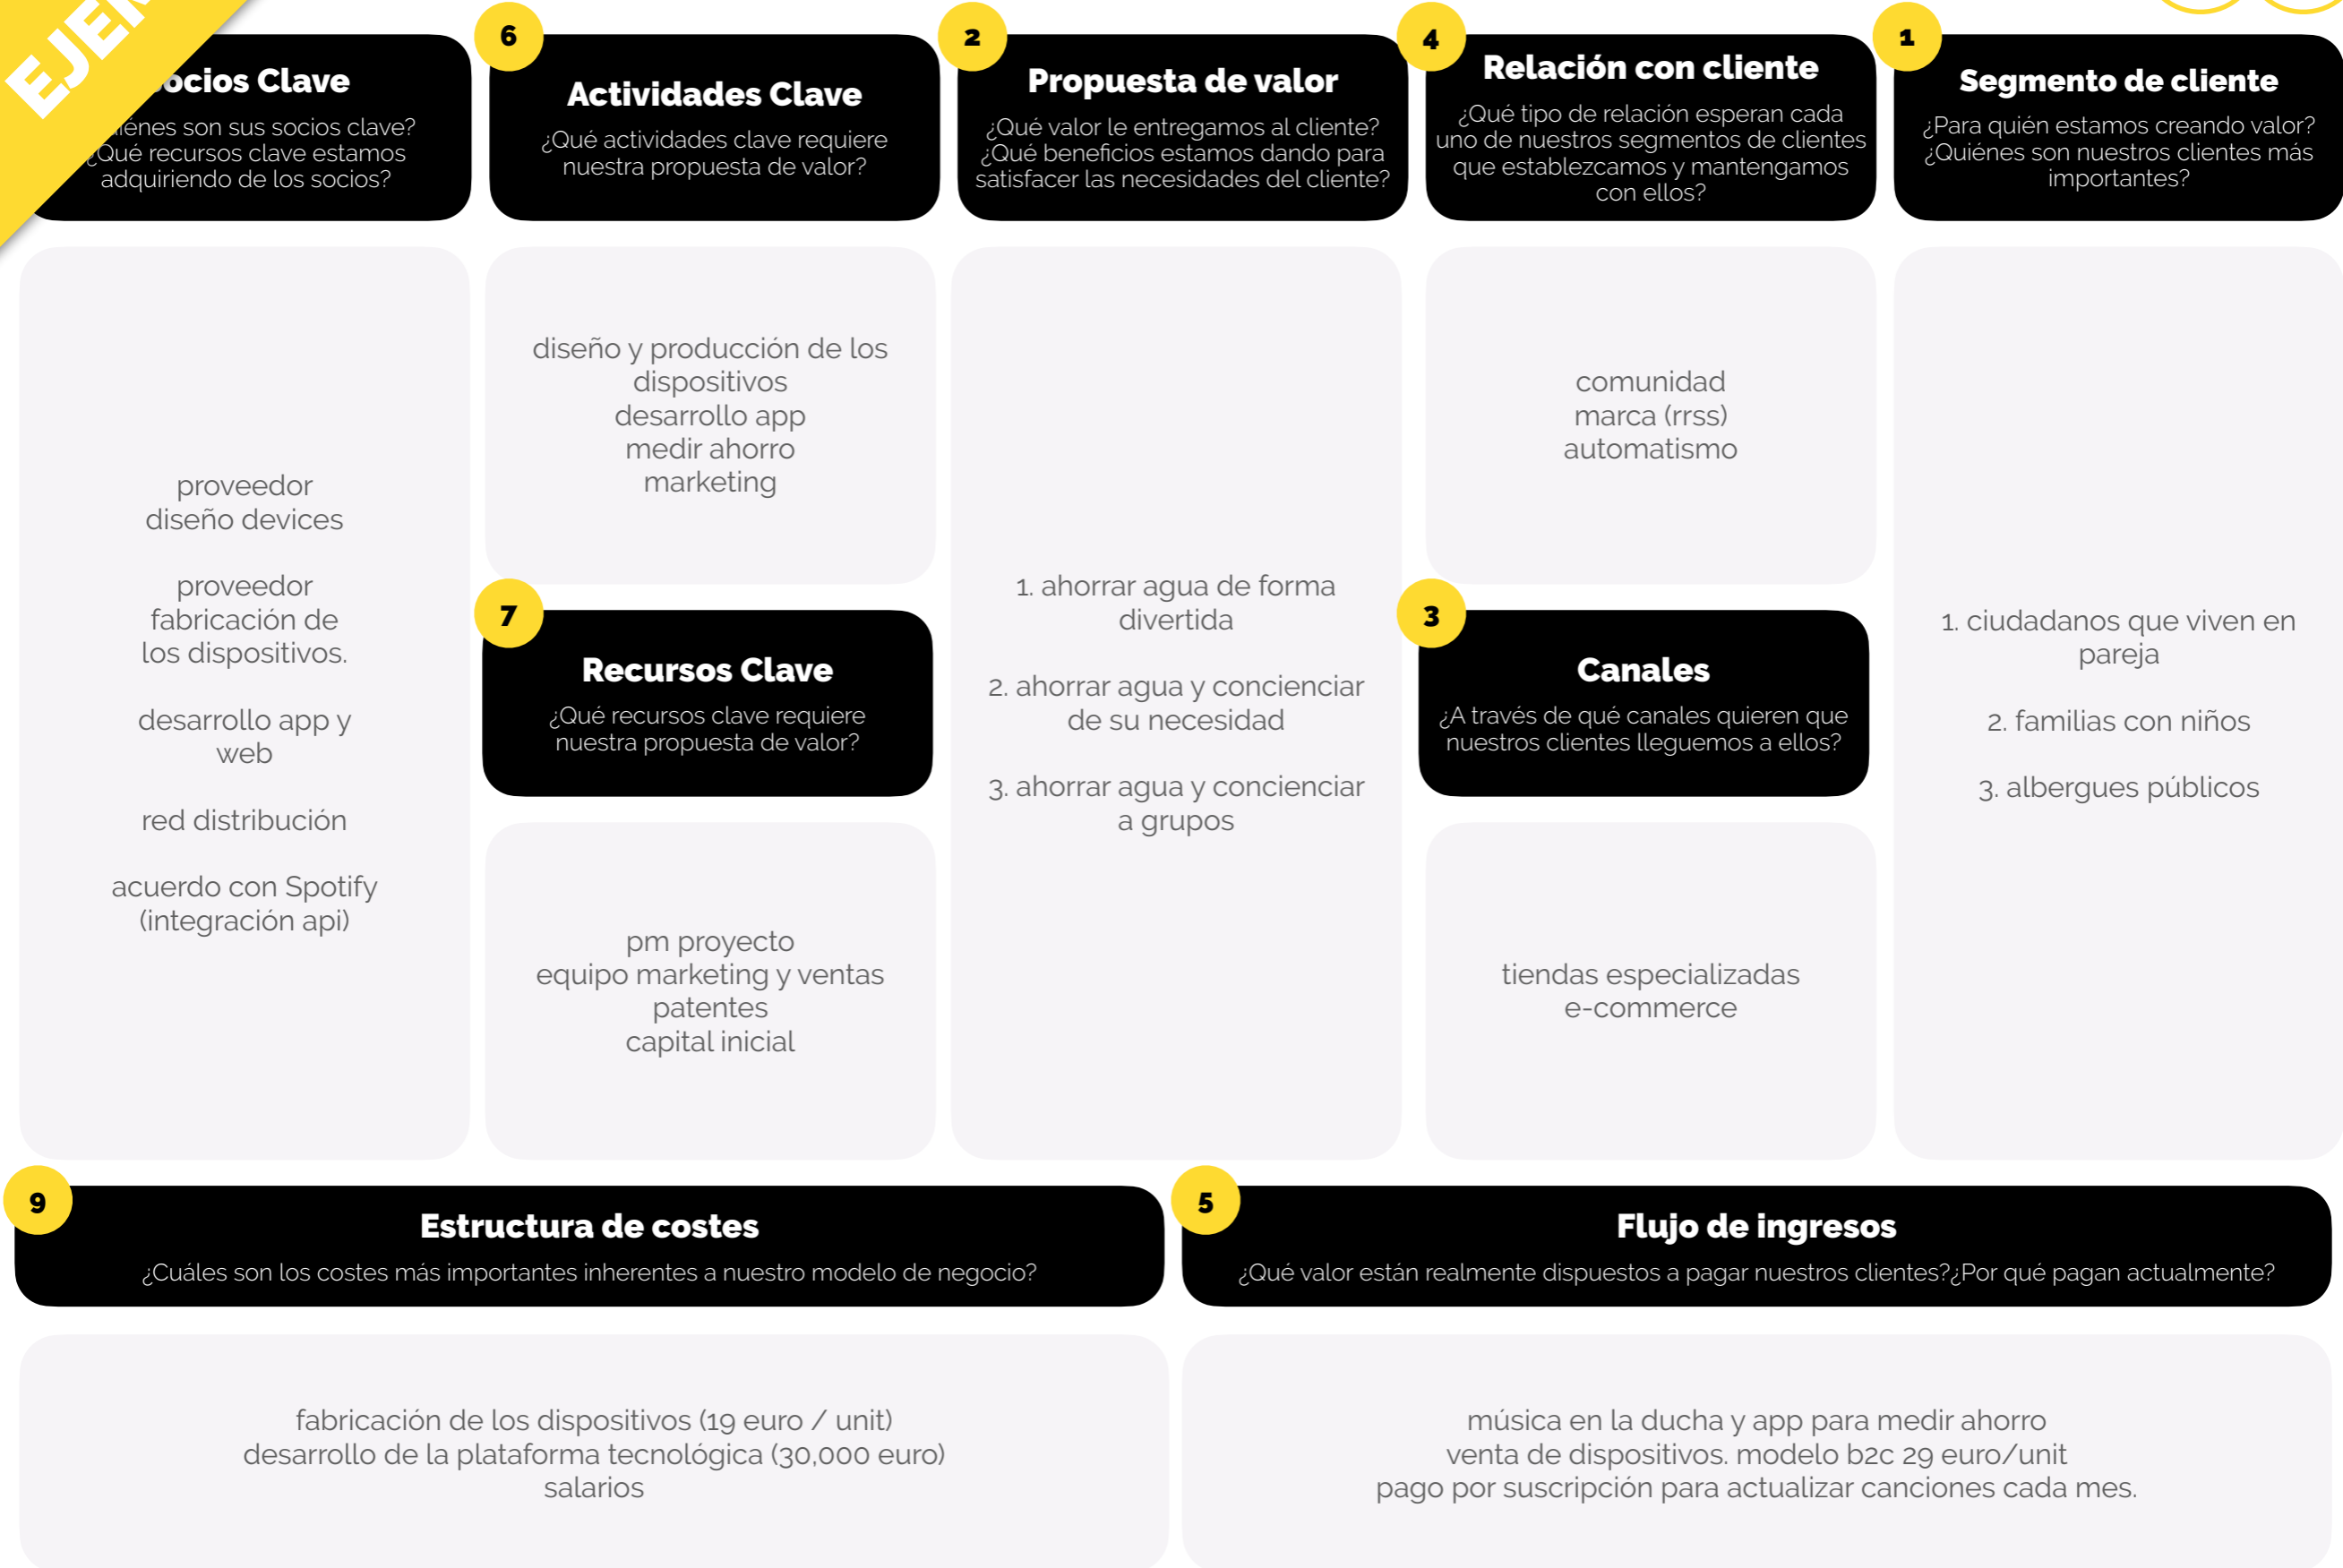 EJEM
Socios Clave
¿Quiénes son sus socios clave?
¿Qué recursos clave estamos
adquiriendo de los socios?
proveedor
diseño devices
proveedor
fabricación de
los dispositivos.
desarrollo app y
web
red distribución
acuerdo con Spotify
(integración api)
6
Actividades Clave
¿Qué actividades clave requiere
nuestra propuesta de valor?
diseño y producción de los
dispositivos
desarrollo app
medir ahorro
marketing
7
Recursos Clave
¿Qué recursos clave requiere
nuestra propuesta de valor?
pm proyecto
equipo marketing y ventas
patentes
capital inicial
2
Propuesta de valor
¿Qué valor le entregamos al cliente?
¿Qué beneficios estamos dando para
satisfacer las necesidades del cliente?
1. ahorrar agua de forma
divertida
2. ahorrar agua y concienciar
de su necesidad
3. ahorrar agua y concienciar
a grupos
4
Relación con cliente
¿Qué tipo de relación esperan cada
uno de nuestros segmentos de clientes
que establezcamos y mantengamos
con ellos?
comunidad
marca (rrss)
automatismo
3
Canales
¿A través de qué canales quieren que
nuestros clientes lleguemos a ellos?
tiendas especializadas
e-commerce
1
Segmento de cliente
¿Para quién estamos creando valor?
¿Quiénes son nuestros clientes más
importantes?
1. ciudadanos que viven en
pareja
2. familias con niños
3. albergues públicos
9
Estructura de costes
¿Cuáles son los costes más importantes inherentes a nuestro modelo de negocio?
fabricación de los dispositivos (19 euro / unit)
desarrollo de la plataforma tecnológica (30,000 euro)
salarios
5
Flujo de ingresos
¿Qué valor están realmente dispuestos a pagar nuestros clientes?¿Por qué pagan actualmente?
música en la ducha y app para medir ahorro
venta de dispositivos. modelo b2c 29 euro/unit
pago por suscripción para actualizar canciones cada mes.